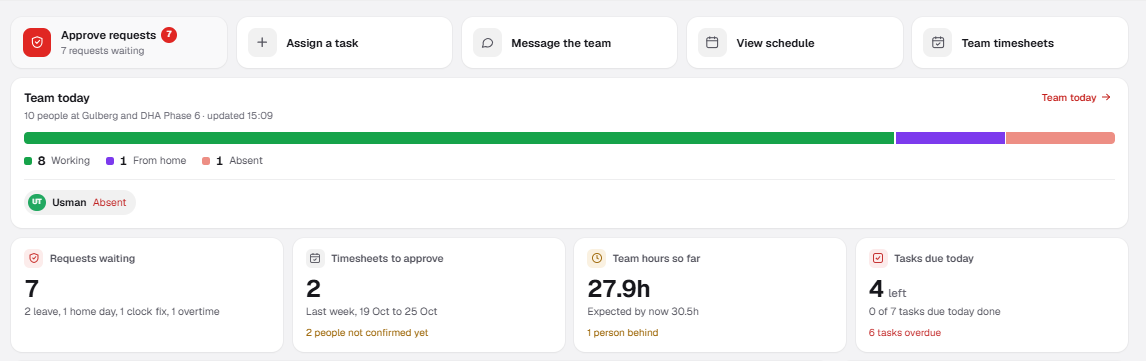 Approve requests 7
7 requests waiting
Assign a task
Message the team
View schedule
Team timesheets
Team today
Team today →
10 people at Gulberg and DHA Phase 6 · updated 15:09
8 Working
1 From home
1 Absent
UT Usman Absent
Requests waiting
7
2 leave, 1 home day, 1 clock fix, 1 overtime
Timesheets to approve
2
Last week, 19 Oct to 25 Oct
2 people not confirmed yet
Team hours so far
27.9h
Expected by now 30.5h
1 person behind
Tasks due today
4 left
0 of 7 tasks due today done
6 tasks overdue